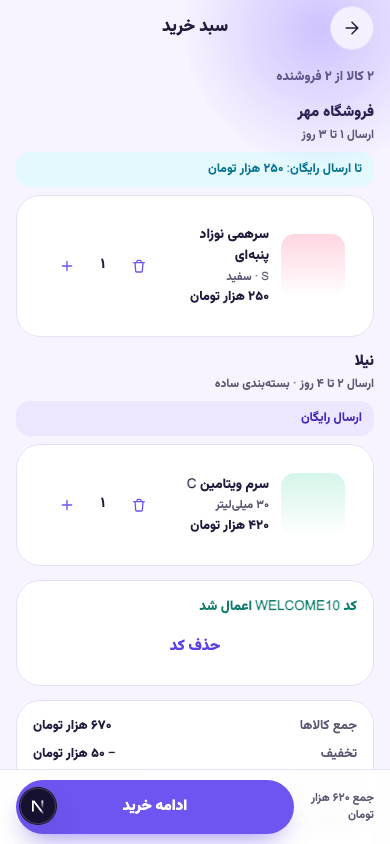 سبد خرید
۲ کالا از ۲ فروشنده
فروشگاه مهر
ارسال ۱ تا ۳ روز
تا ارسال رایگان: ۲۵۰ هزار تومان
سرهمی نوزاد
پنبه‌ای
S · سفید
۲۵۰ هزار تومان
۱
نیلا
ارسال ۲ تا ۴ روز · بسته‌بندی ساده
ارسال رایگان
سرم ویتامین C
۳۰ میلی‌لیتر
۴۲۰ هزار تومان
۱
کد WELCOME10 اعمال شد
حذف کد
جمع کالاها
۶۷۰ هزار تومان
تخفیف
− ۵۰ هزار تومان
جمع ۶۲۰ هزار
تومان
ادامه خرید
N